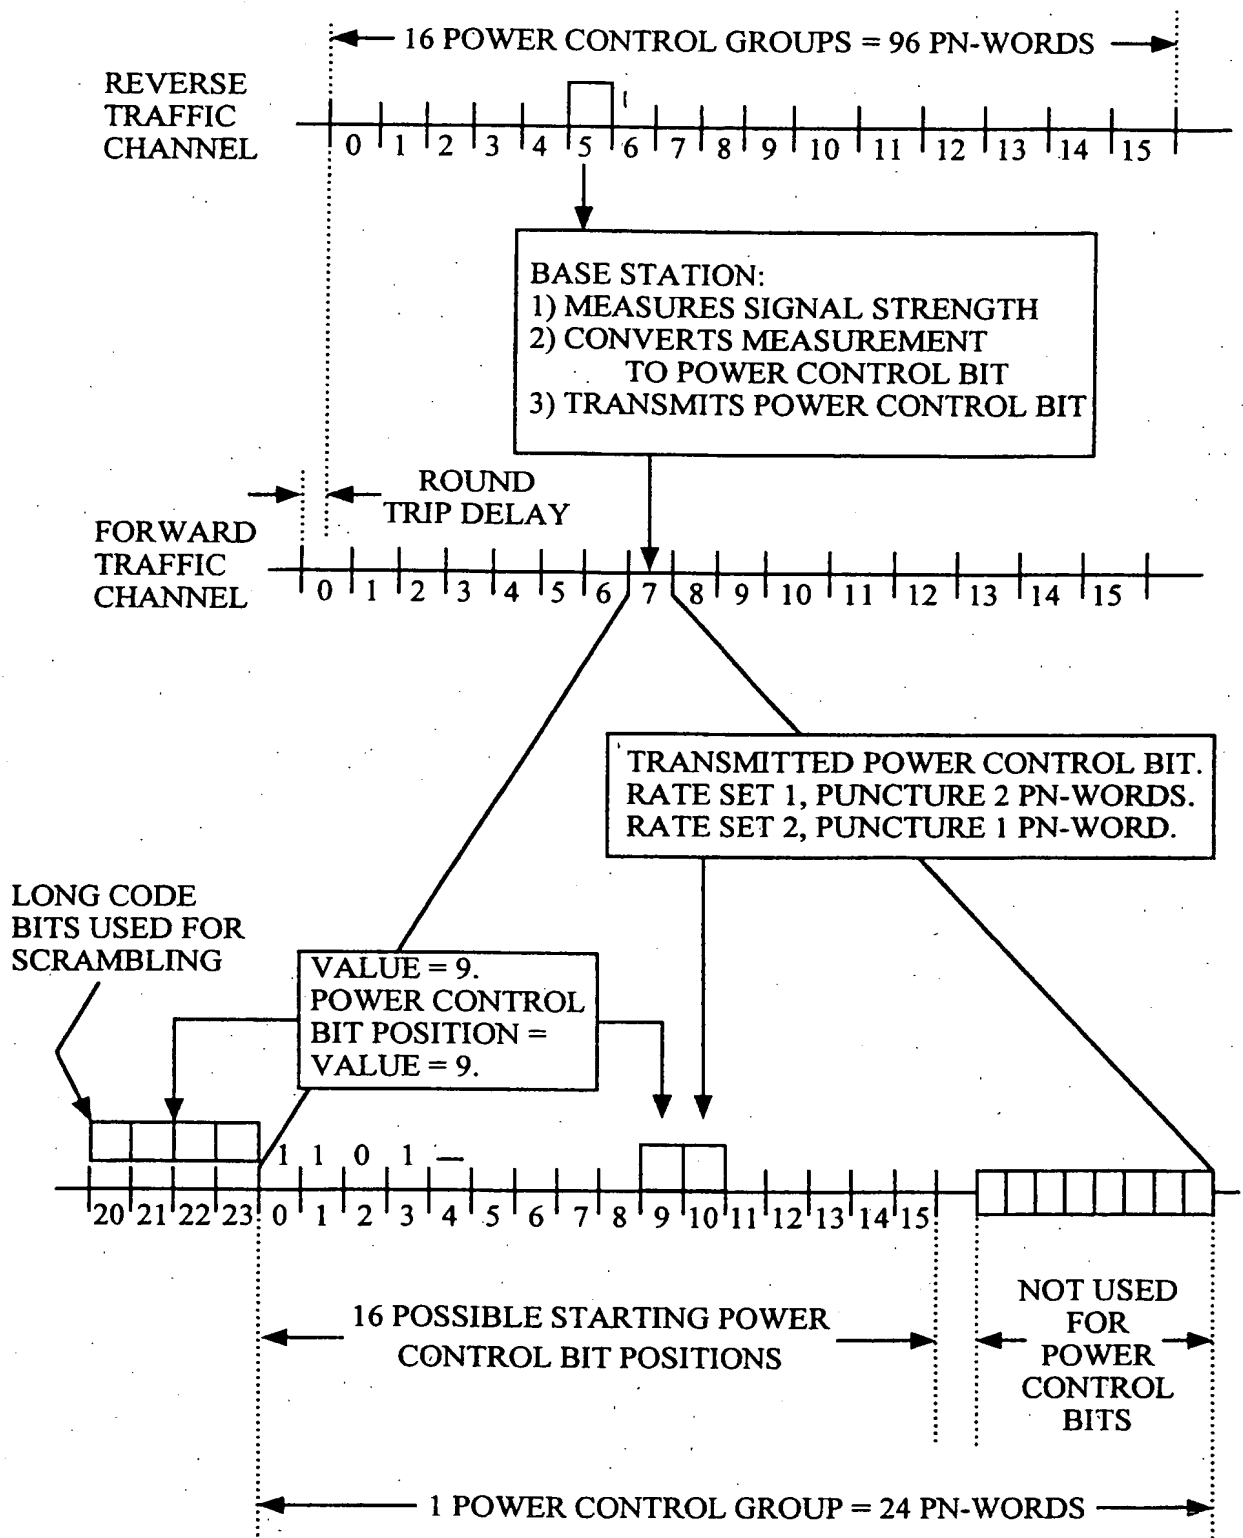 16 POWER CONTROL GROUPS = 96 PN-WORDS
REVERSE
TRAFFIC
CHANNEL
0 1 2 3 4 5 6 7 8 9 10 11 12 13 14 15
BASE STATION:
1) MEASURES SIGNAL STRENGTH
2) CONVERTS MEASUREMENT
TO POWER CONTROL BIT
3) TRANSMITS POWER CONTROL BIT
ROUND
TRIP DELAY
FORWARD
TRAFFIC
CHANNEL
0 1 2 3 4 5 6 7 8 9 10 11 12 13 14 15
TRANSMITTED POWER CONTROL BIT.
RATE SET 1, PUNCTURE 2 PN-WORDS.
RATE SET 2, PUNCTURE 1 PN-WORD.
LONG CODE
BITS USED FOR
SCRAMBLING
VALUE = 9.
POWER CONTROL
BIT POSITION =
VALUE = 9.
1 1 0 1 —
20 21 22 23 0 1 2 3 4 5 6 7 8 9 10 11 12 13 14 15
16 POSSIBLE STARTING POWER
CONTROL BIT POSITIONS
NOT USED
FOR
POWER
CONTROL
BITS
1 POWER CONTROL GROUP = 24 PN-WORDS